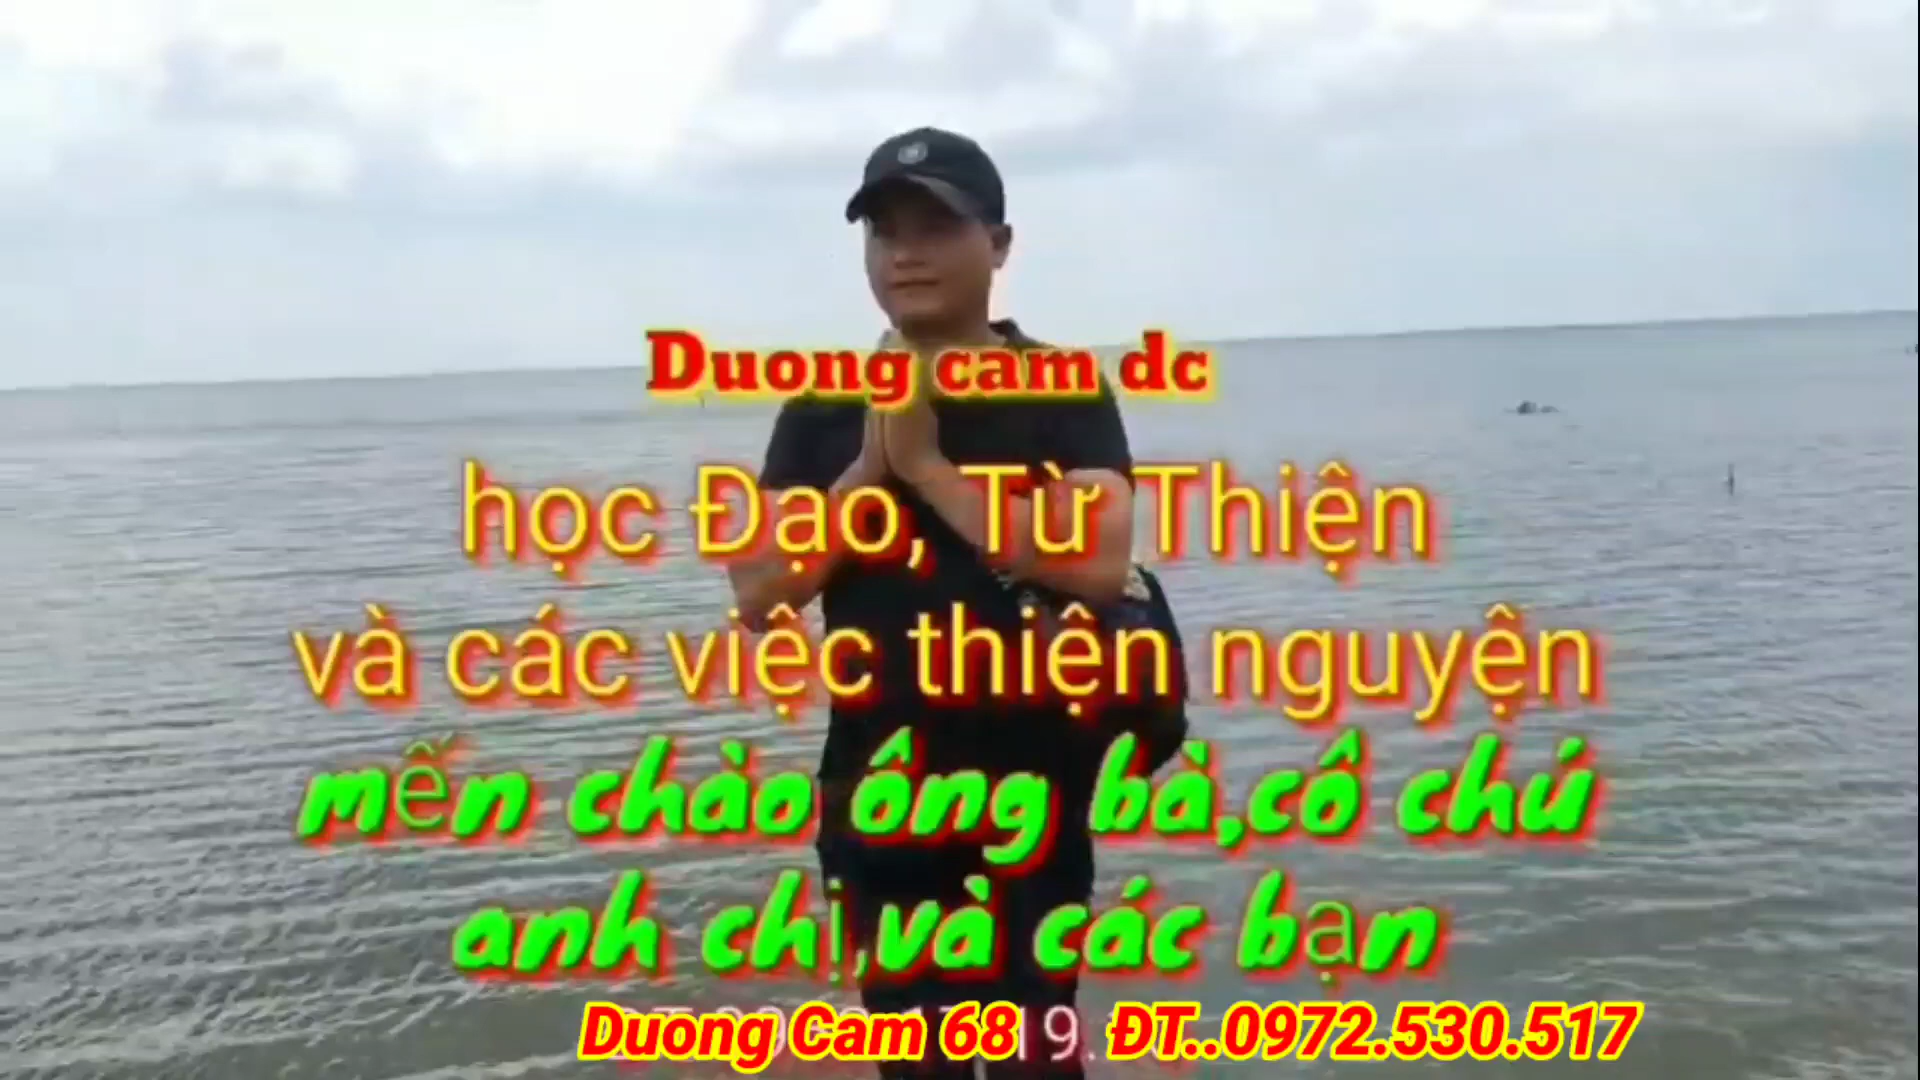 Duong cam dc
học Đạo, Từ Thiện
và các việc thiện nguyện
mến chào ông bà,cô chú
anh chị,và các bạn
Duong Cam 68 ĐT..0972.530.517